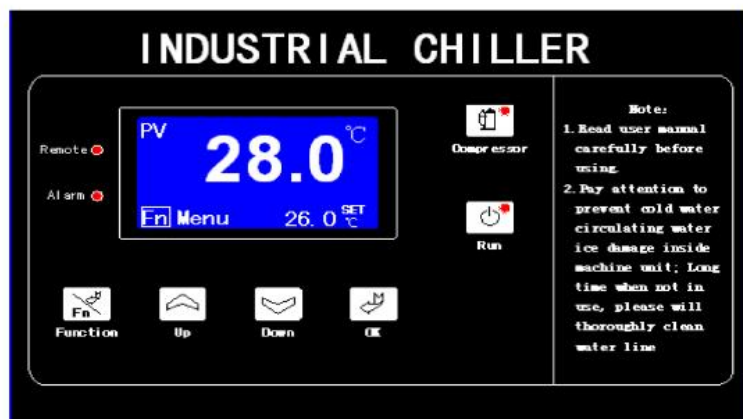 INDUSTRIAL CHILLER
Remote
Alarm
PV
28.0 ℃
Fn Menu
26.0 ℃ SET
Compressor
Run
Fn
Function
Up
Down
OK
Note:
1. Read user manual
carefully before
using.
2. Pay attention to
prevent cold water
circulating water
ice damage inside
machine unit; Long
time when not in
use, please will
thoroughly clean
water line